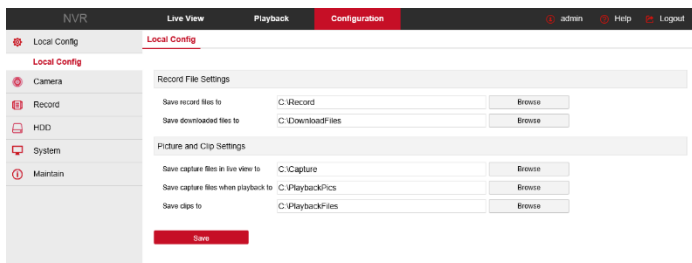 NVR Live View Playback Configuration admin Help Logout
Local Config
Local Config
Local Config
Camera
Record
HDD
System
Maintain
Record File Settings
Save record files to C:\Record Browse
Save downloaded files to C:\DownloadFiles Browse
Picture and Clip Settings
Save capture files in live view to C:\Capture Browse
Save capture files when playback to C:\PlaybackPics Browse
Save clips to C:\PlaybackFiles Browse
Save